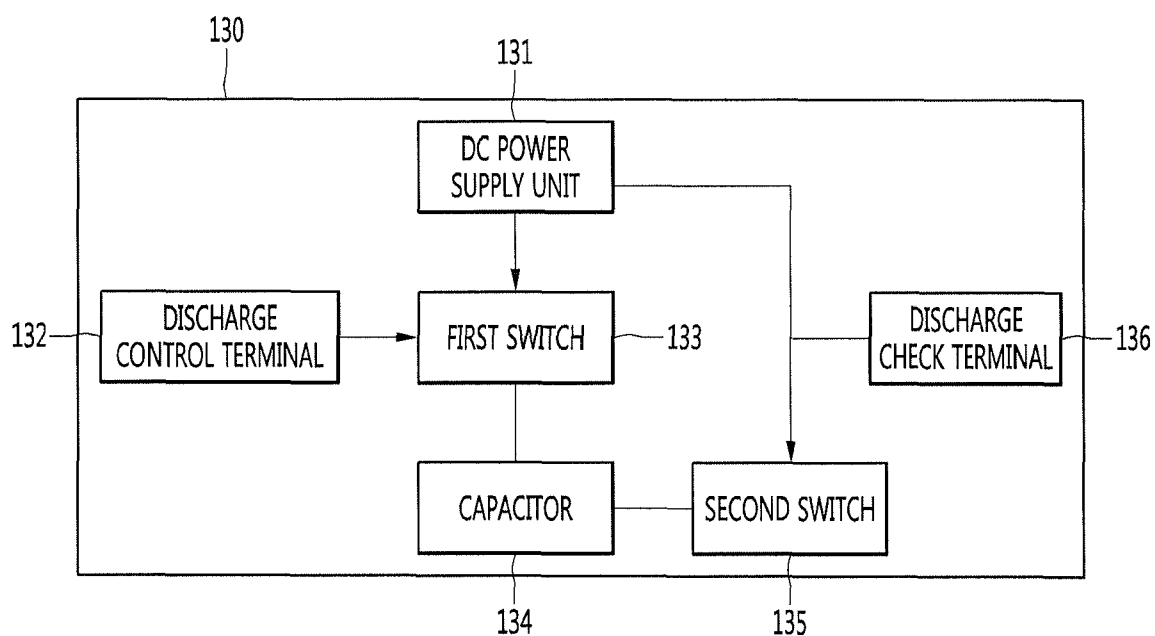 130
131
DC POWER
SUPPLY UNIT
132
DISCHARGE
CONTROL TERMINAL
FIRST SWITCH
133
DISCHARGE
CHECK TERMINAL
136
CAPACITOR
SECOND SWITCH
134
135